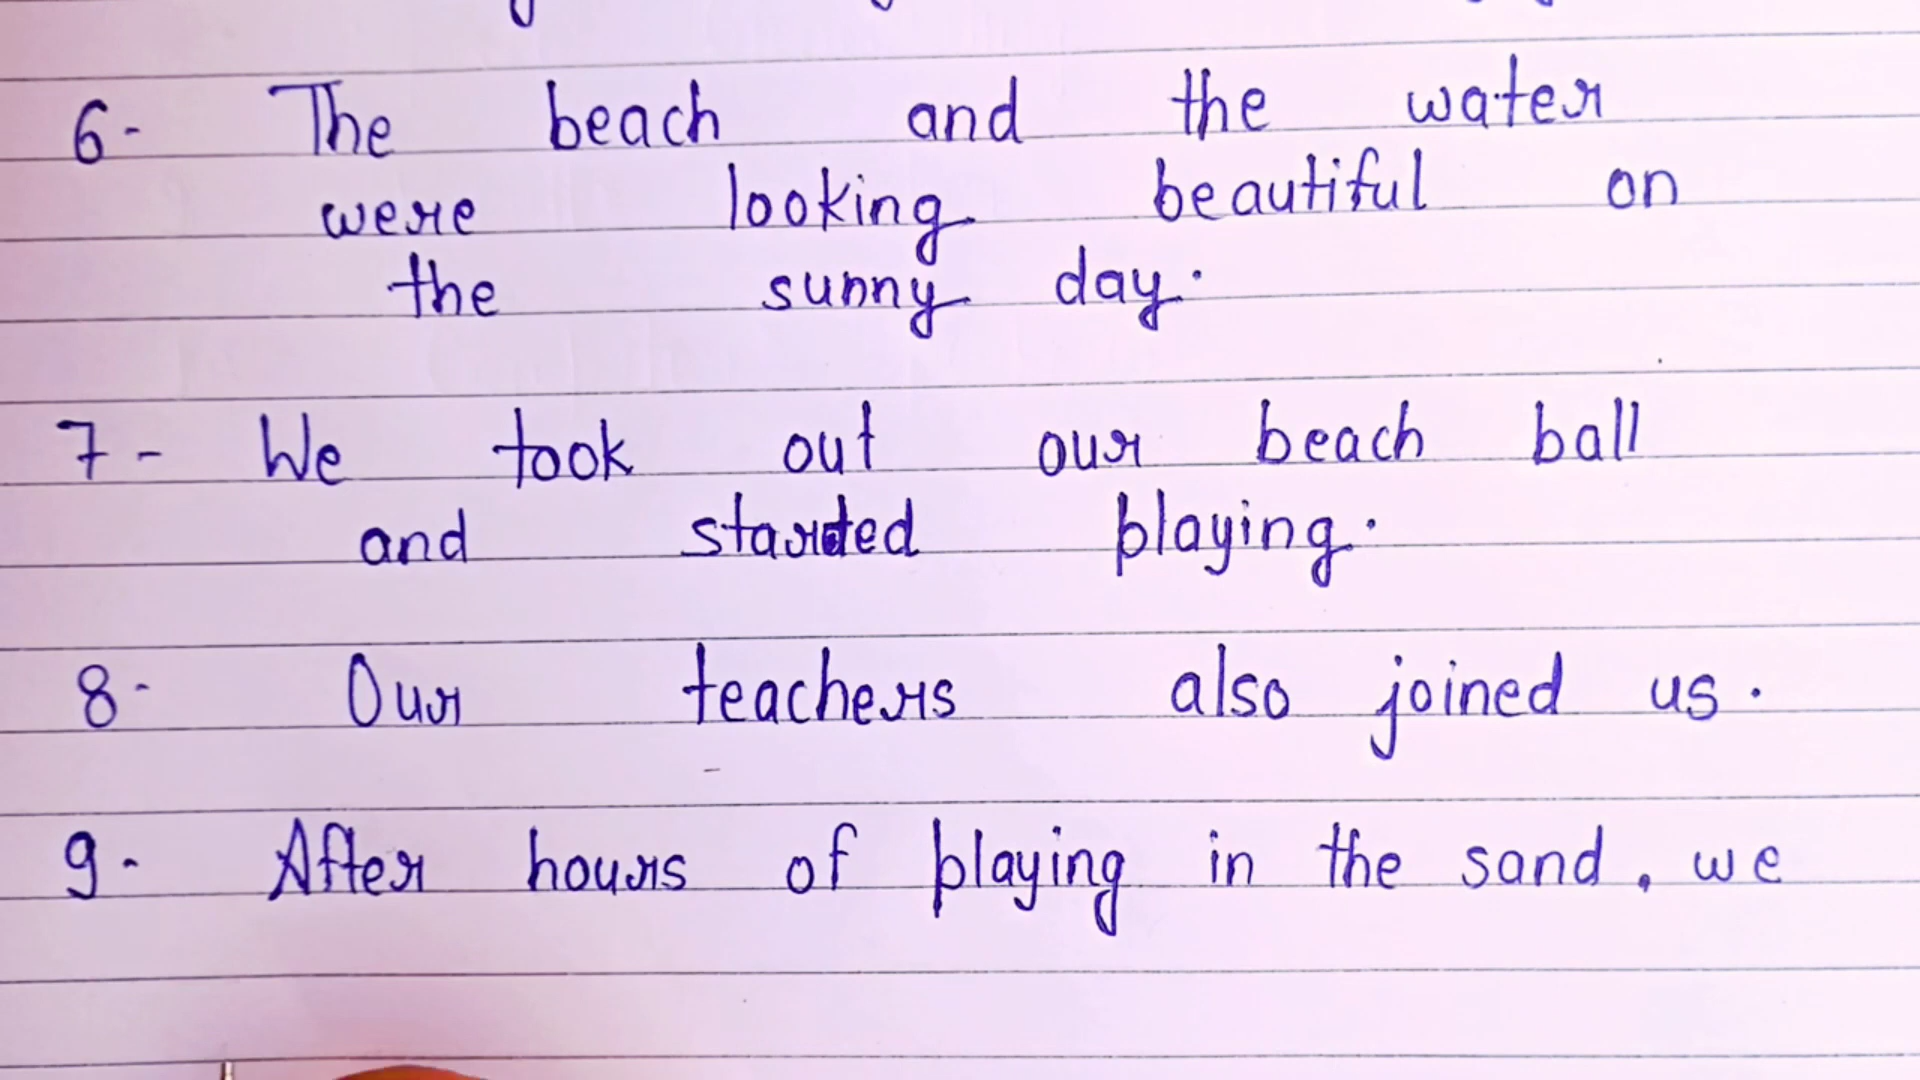 6- The beach and the water
were looking beautiful on
the sunny day.
7- We took out our beach ball
and started playing.
8- Our teachers also joined us.
9- After hours of playing in the sand, we